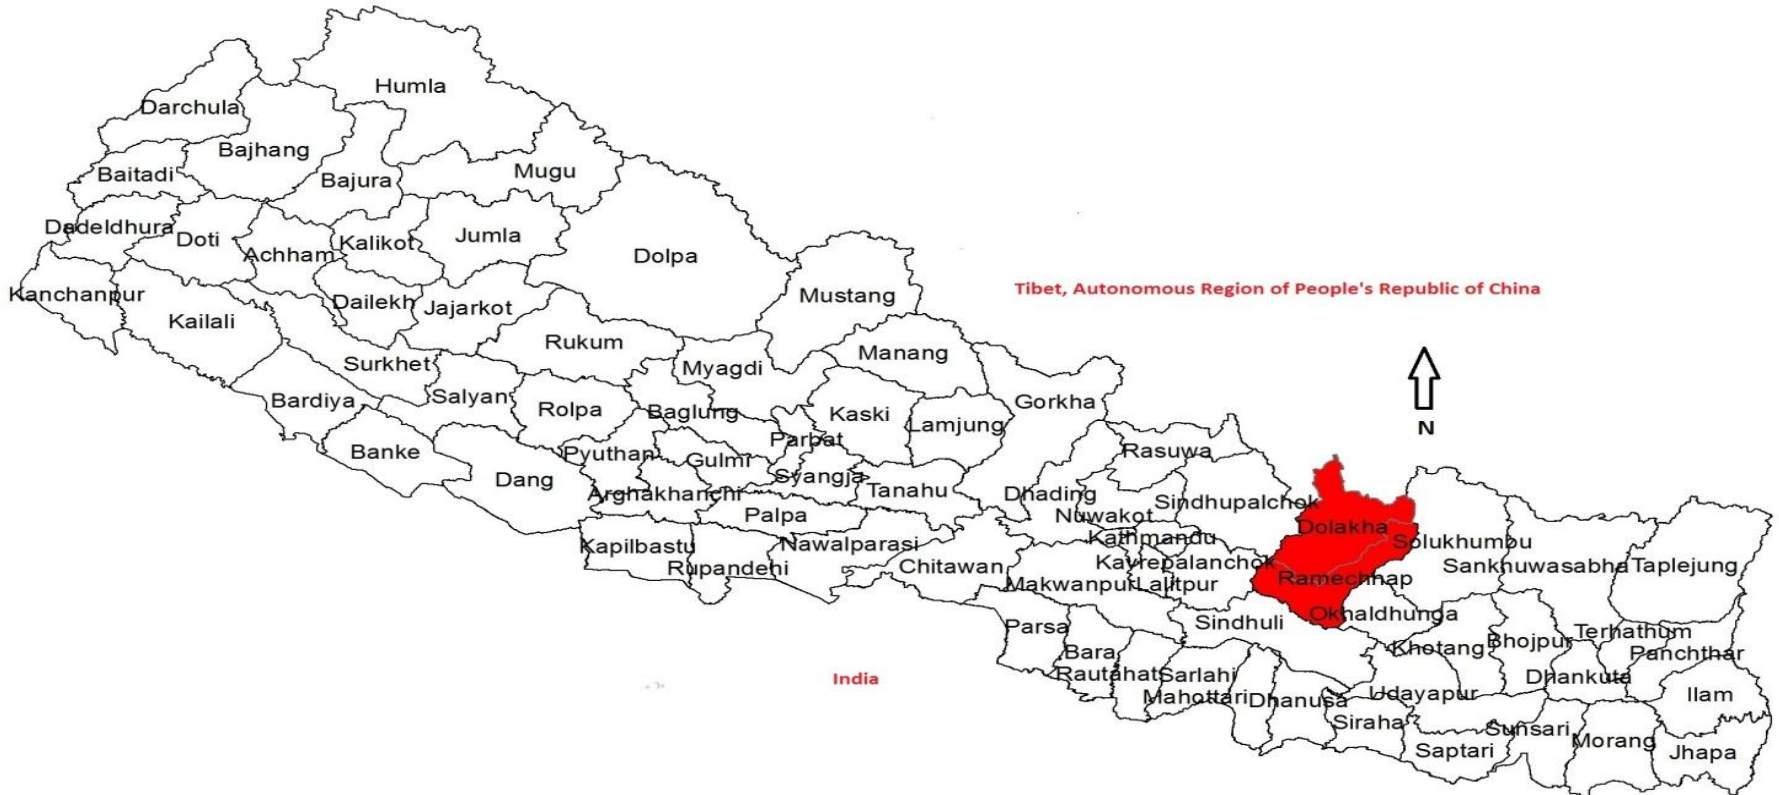 Humla
Darchula
Bajhang
Baitadi
Bajura
Mugu
Dadeldhura
Doti
Achham
Kalikot
Jumla
Dolpa
Kanchanpur
Kailali
Dailekh
Jajarkot
Mustang
Tibet, Autonomous Region of People's Republic of China
Surkhet
Rukum
Myagdi
Manang
Bardiya
Salyan
Rolpa
Baglung
Kaski
Lamjung
Gorkha
N
Banke
Dang
Pyuthan
Gulmi
Parbat
Syangja
Arghakhanchi
Tanahu
Palpa
Rasuwa
Dhading
Nuwakot
Sindhupalchok
Dolakha
Kapilbastu
Rupandehi
Nawalparasi
Chitawan
Kathmandu
Kavrepalanchok
Makwanpur
Lalitpur
Ramechhap
Solukhumbu
Sankhuwasabha
Taplejung
Okhaldhunga
Sindhuli
Parsa
Bara
Rautahat
Sarlahi
Mahottari
Dhanusa
Khotang
Bhojpur
Terhathum
Panchthar
Dhankuta
Udayapur
Siraha
Saptari
Sunsari
Morang
Ilam
Jhapa
India